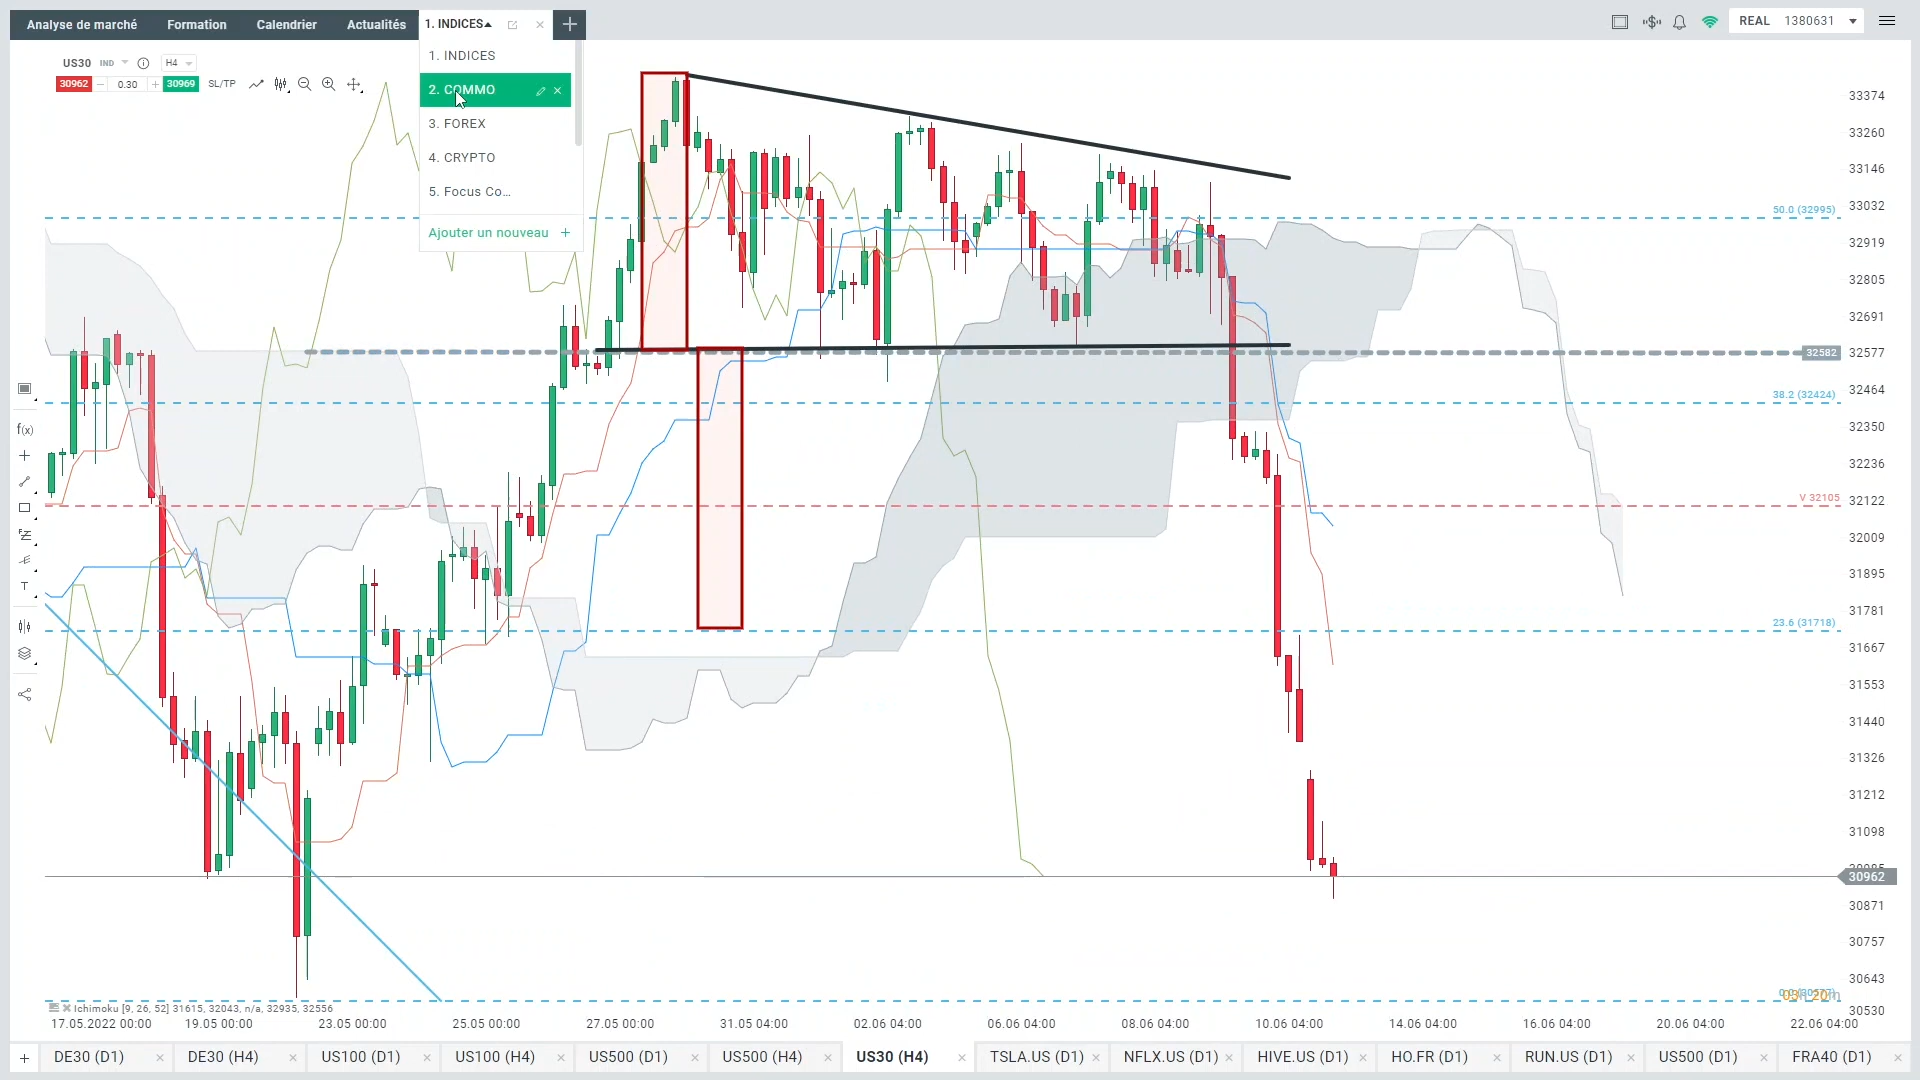 Analyse de marché Formation Calendrier Actualités 1. INDICES
REAL 1380631
US30 IND H4
30962 0.30 30969 SL/TP
1. INDICES
2. COMMO
3. FOREX
4. CRYPTO
5. Focus Co...
Ajouter un nouveau +
33374
33260
33146
33032
50.0 (32995)
32919
32805
32691
32582
32577
38.2 (32424)
32464
32350
32236
V 32105
32122
32009
31895
31781
23.6 (31718)
31667
31553
31440
31326
31212
31098
30962
30871
30757
30643
30530
f(x)
T
Ichimoku [9, 26, 52] 31615, 32043, n/a, 32935, 32556
17.05.2022 00:00 19.05 00:00 23.05 00:00 25.05 00:00 27.05 00:00 31.05 04:00 02.06 04:00 06.06 04:00 08.06 04:00 10.06 04:00 14.06 04:00 16.06 04:00 20.06 04:00 22.06 04:00
+ DE30 (D1) DE30 (H4) US100 (D1) US100 (H4) US500 (D1) US500 (H4) US30 (H4) TSLA.US (D1) NFLX.US (D1) HIVE.US (D1) HO.FR (D1) RUN.US (D1) US500 (D1) FRA40 (D1)